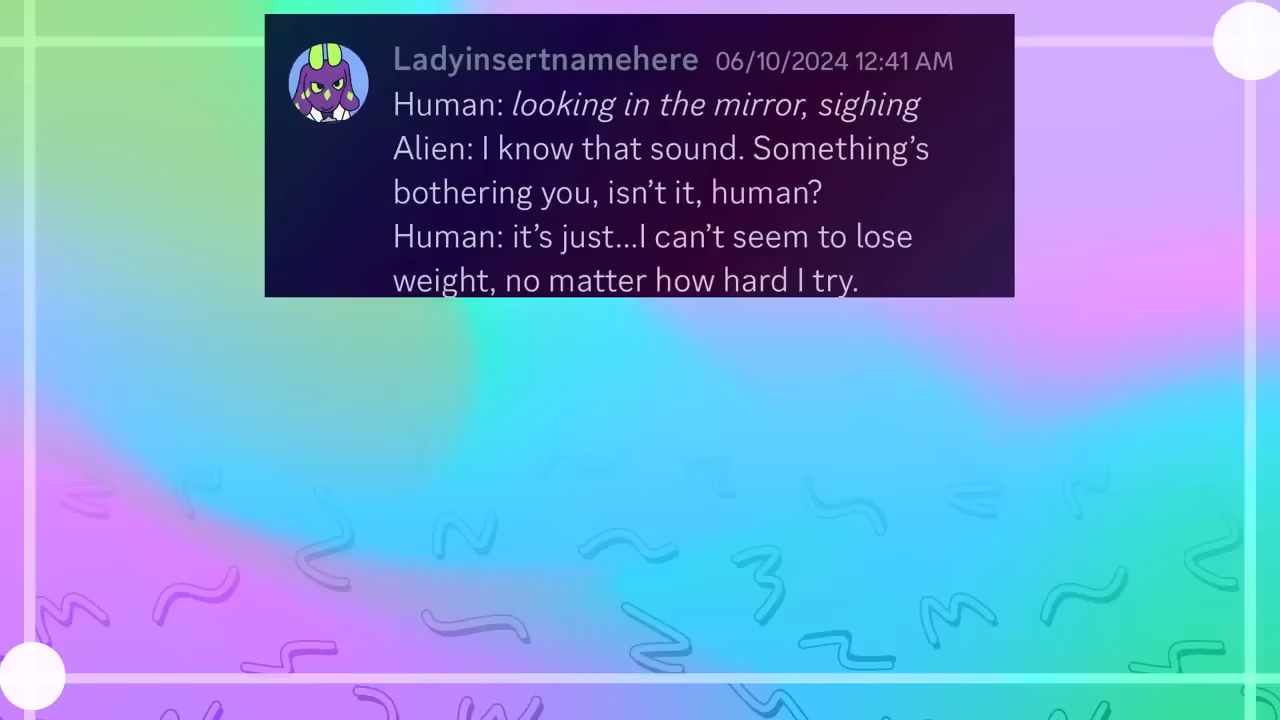 Ladyinsertnamehere 06/10/2024 12:41 AM
Human: looking in the mirror, sighing
Alien: I know that sound. Something’s
bothering you, isn’t it, human?
Human: it’s just...I can’t seem to lose
weight, no matter how hard I try.